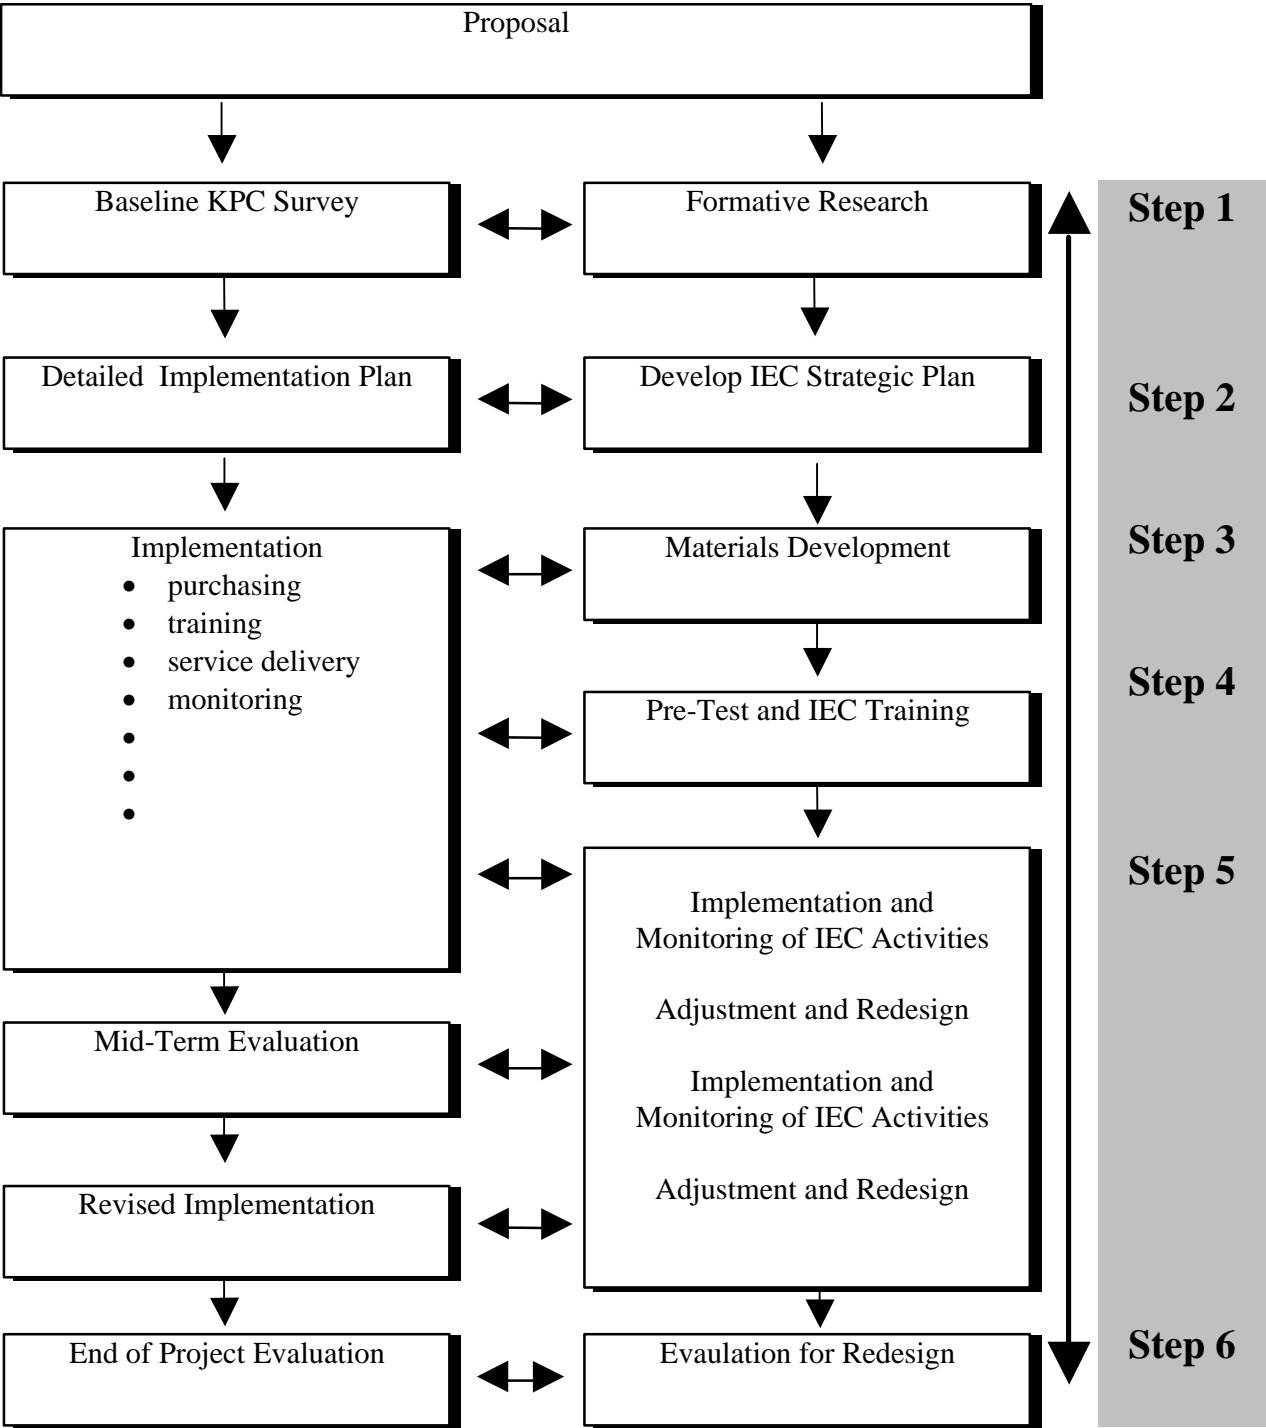 Proposal
Baseline KPC Survey
Formative Research
Step 1
Detailed Implementation Plan
Develop IEC Strategic Plan
Step 2
Implementation
• purchasing
• training
• service delivery
• monitoring
•
•
•
Materials Development
Step 3
Pre-Test and IEC Training
Step 4
Implementation and
Monitoring of IEC Activities
Adjustment and Redesign
Implementation and
Monitoring of IEC Activities
Adjustment and Redesign
Step 5
Mid-Term Evaluation
Revised Implementation
End of Project Evaluation
Evaulation for Redesign
Step 6